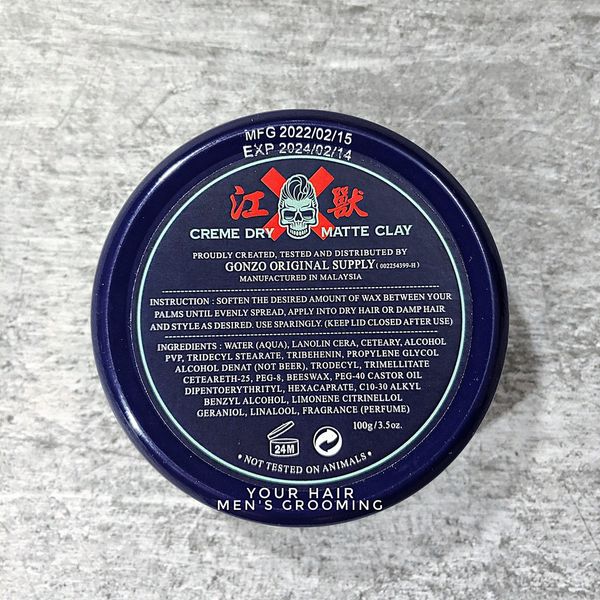 MFG 2022/02/15
EXP 2024/02/14
江 獸
CREME DRY MATTE CLAY
PROUDLY CREATED, TESTED AND DISTRIBUTED BY
GONZO ORIGINAL SUPPLY (002254399-H)
MANUFACTURED IN MALAYSIA
INSTRUCTION : SOFTEN THE DESIRED AMOUNT OF WAX BETWEEN YOUR
PALMS UNTIL EVENLY SPREAD, APPLY INTO DRY HAIR OR DAMP HAIR
AND STYLE AS DESIRED. USE SPARINGLY. (KEEP LID CLOSED AFTER USE)
INGREDIENTS : WATER (AQUA), LANOLIN CERA, CETEARY, ALCOHOL
PVP, TRIDECYL STEARATE, TRIBEHENIN, PROPYLENE GLYCOL
ALCOHOL DENAT (NOT BEER), TRODECYL, TRIMELLITATE
CETEARETH-25, PEG-8, BEESWAX, PEG-40 CASTOR OIL
DIPENTOERYTHRITYL, HEXACAPRATE, C10-30 ALKYL
BENZYL ALCOHOL, LIMONENE CITRINELLOL
GERANIOL, LINALOOL, FRAGRANCE (PERFUME)
100g/3.5oz.
24M
• NOT TESTED ON ANIMALS •
YOUR HAIR
MEN'S GROOMING